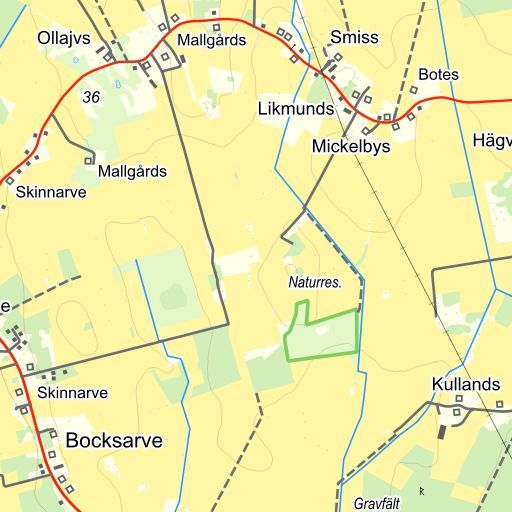 Ollajvs
Mallgårds
Smiss
Botes
36
Likmunds
Mickelbys
Hägv
Mallgårds
Skinnarve
Naturres.
e
Skinnarve
Kullands
Bocksarve
Gravfält
R